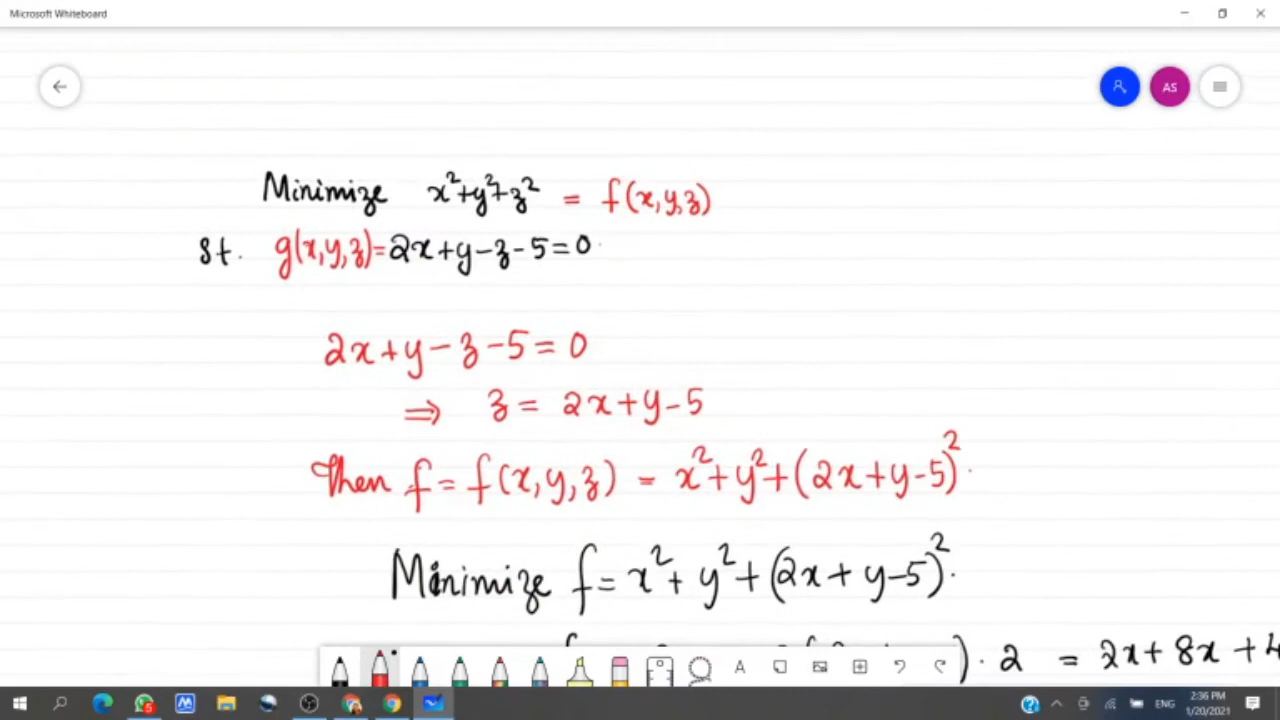 Microsoft Whiteboard
AS
Minimize x²+y²+z² = f(x,y,z)
St. g(x,y,z)=2x+y-z-5=0
2x+y-z-5=0
⇒ z = 2x+y-5
Then f = f(x,y,z) = x²+y²+(2x+y-5)².
Minimize f = x²+y²+(2x+y-5)².
).2 = 2x+8x+4
A
5
ENG
2:36 PM
1/20/2021